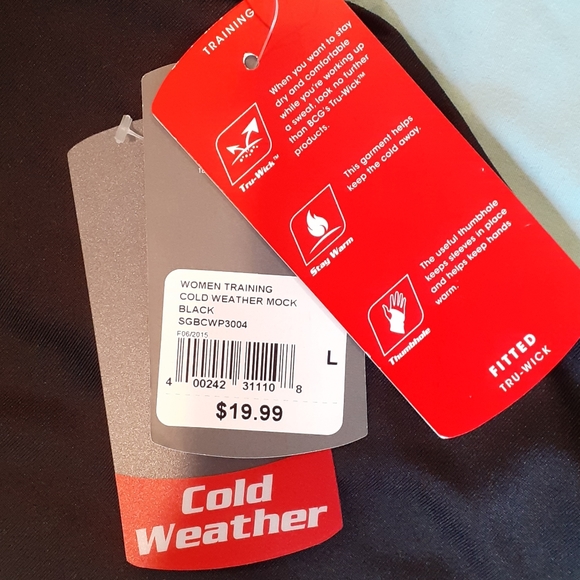 TRAINING
When you want to stay
dry and comfortable
while you're working up
a sweat, look no further
than BCG's Tru-Wick™
products.
Tru-Wick™
This garment helps
keep the cold away.
Stay Warm
The useful thumbhole
keeps sleeves in place
and helps keep hands
warm.
Thumbhole
FITTED
TRU-WICK
WOMEN TRAINING
COLD WEATHER MOCK
BLACK
SGBCWP3004
F06/2015
L
4 00242 31110 8
$19.99
Cold
Weather